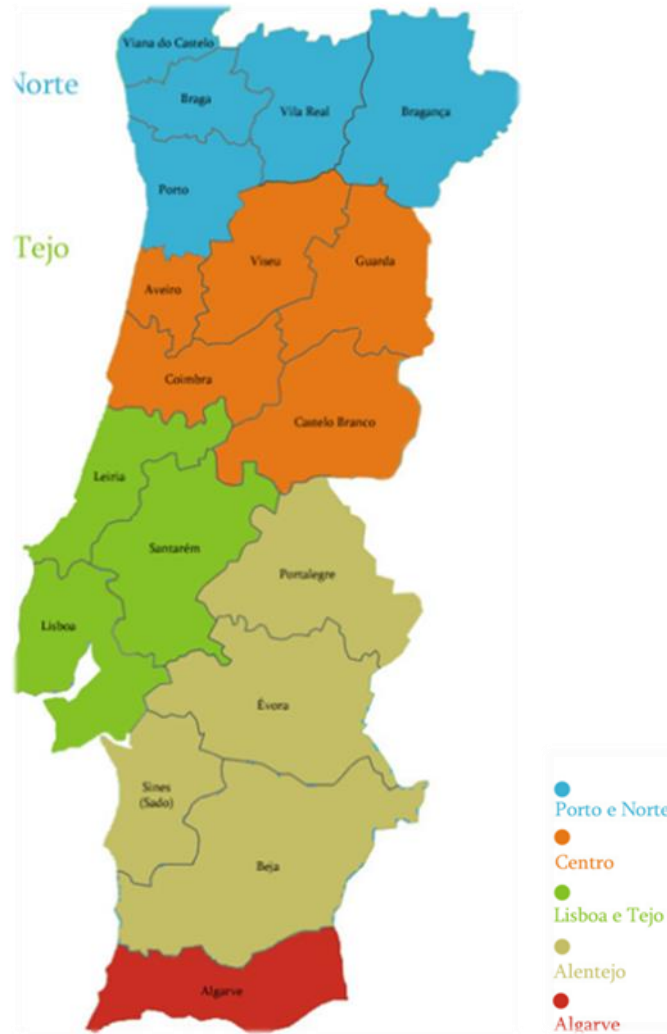 Viana do Castelo
Norte
Braga
Vila Real
Bragança
Porto
Tejo
Viseu
Guarda
Aveiro
Coimbra
Castelo Branco
Leiria
Santarém
Portalegre
Lisboa
Évora
Sines
(Sado)
Beja
Algarve
Porto e Norte
Centro
Lisboa e Tejo
Alentejo
Algarve